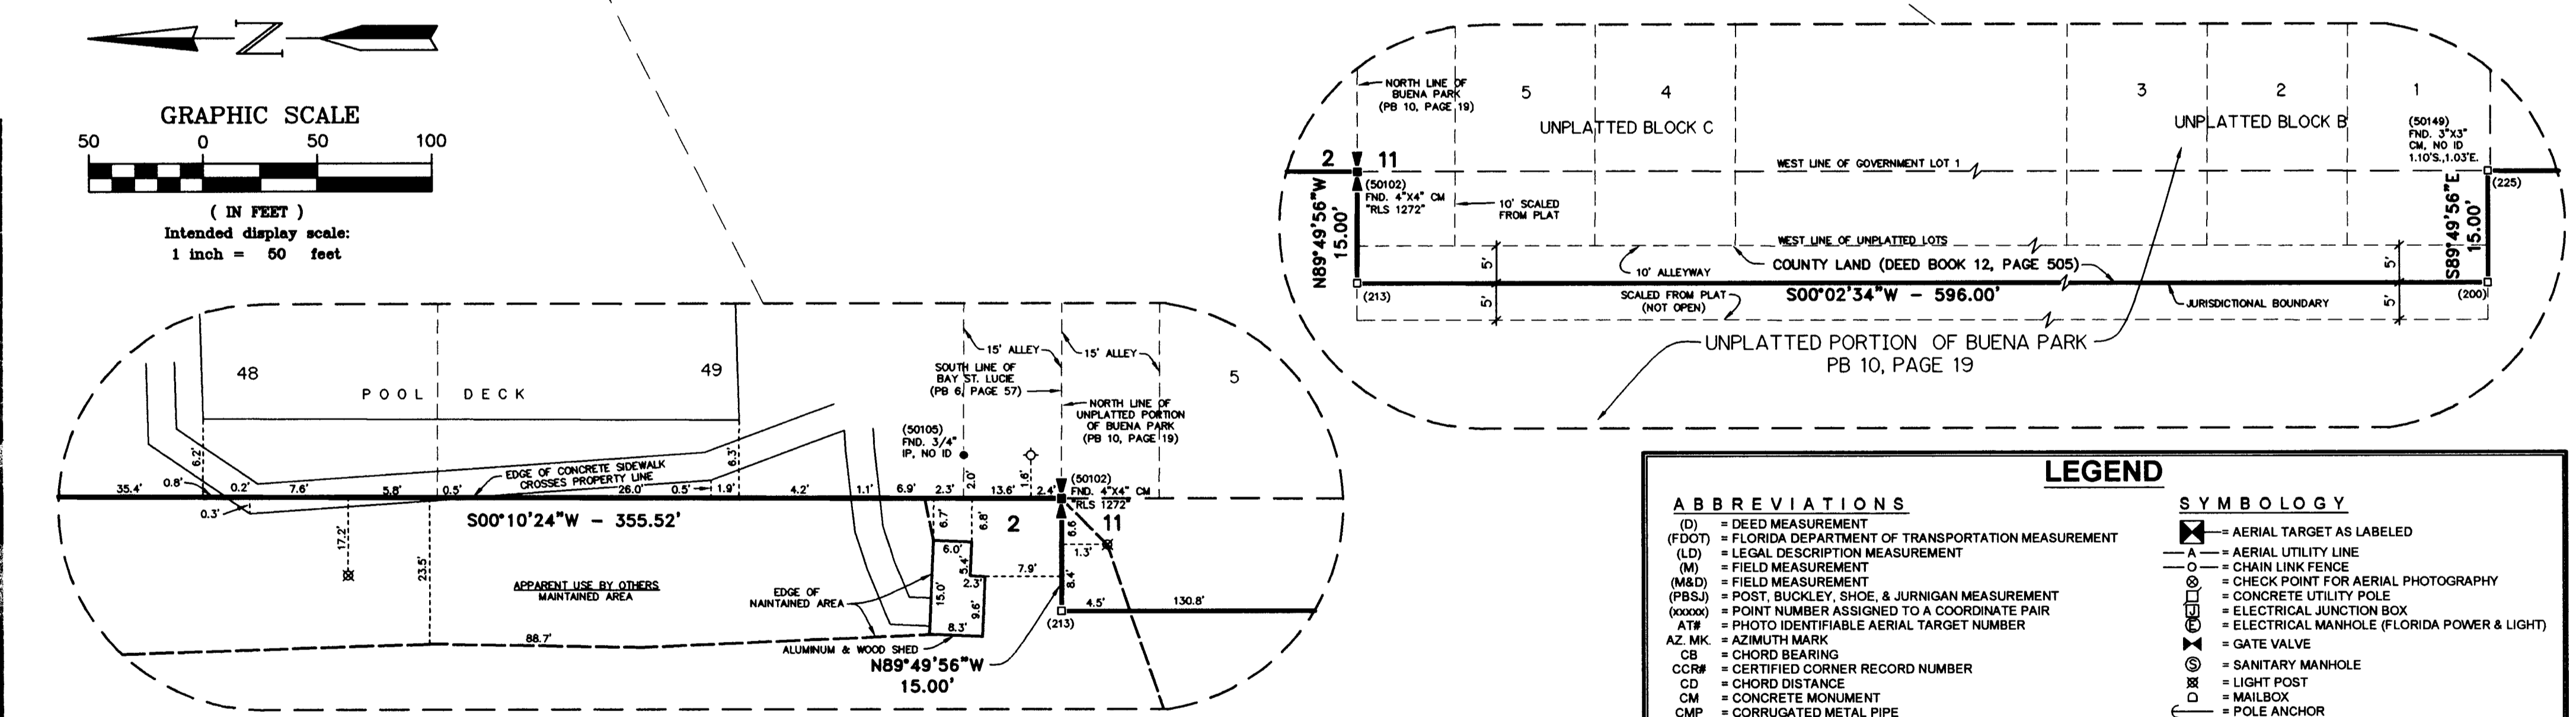 N
GRAPHIC SCALE
50 0 50 100
( IN FEET )
Intended display scale:
1 inch = 50 feet
NORTH LINE OF
BUENA PARK
(PB 10, PAGE 19)
5
4
3
2
1
UNPLATTED BLOCK C
UNPLATTED BLOCK B
(50149)
FND. 3"X3"
CM, NO ID
1.10'S.,1.03'E.
2 11
WEST LINE OF GOVERNMENT LOT 1
(225)
(50102)
FND. 4"X4" CM
"RLS 1272"
N89°49'56"W
15.00'
10' SCALED
FROM PLAT
S89°49'56"E
15.00'
WEST LINE OF UNPLATTED LOTS
5'
10' ALLEYWAY
COUNTY LAND (DEED BOOK 12, PAGE 505)
5'
(213)
5'
SCALED FROM PLAT
(NOT OPEN)
S00°02'34"W - 596.00'
JURISDICTIONAL BOUNDARY
5'
(200)
UNPLATTED PORTION OF BUENA PARK
PB 10, PAGE 19
48
49
POOL DECK
15' ALLEY
15' ALLEY
SOUTH LINE OF
BAY ST. LUCIE
(PB 6, PAGE 57)
5
NORTH LINE OF
UNPLATTED PORTION
OF BUENA PARK
(PB 10, PAGE 19)
(50105)
FND. 3/4"
IP, NO ID
6.2'
6.3'
EDGE OF CONCRETE SIDEWALK
CROSSES PROPERTY LINE
2.0'
1.6'
35.4' 0.8' 0.2' 7.6' 5.8' 0.5' 26.0' 0.5' 1.9' 4.2' 1.1' 6.9' 2.3' 13.6' 2.4'
(50102)
FND. 4"X4" CM
"RLS 1272"
0.3'
S00°10'24"W - 355.52'
6.7'
6.8'
2 11
6.6'
17.2'
23.5'
6.0'
5.4'
1.3'
APPARENT USE BY OTHERS
MAINTAINED AREA
EDGE OF
NAINTAINED AREA
15.0'
2.3'
7.9'
8.4'
9.6'
8.3'
4.5' 130.8'
(213)
88.7'
ALUMINUM & WOOD SHED
N89°49'56"W
15.00'
LEGEND
ABBREVIATIONS
(D) = DEED MEASUREMENT
(FDOT) = FLORIDA DEPARTMENT OF TRANSPORTATION MEASUREMENT
(LD) = LEGAL DESCRIPTION MEASUREMENT
(M) = FIELD MEASUREMENT
(M&D) = FIELD MEASUREMENT
(PBSJ) = POST, BUCKLEY, SHOE, & JURNIGAN MEASUREMENT
(xxxxx) = POINT NUMBER ASSIGNED TO A COORDINATE PAIR
AT# = PHOTO IDENTIFIABLE AERIAL TARGET NUMBER
AZ. MK. = AZIMUTH MARK
CB = CHORD BEARING
CCR# = CERTIFIED CORNER RECORD NUMBER
CD = CHORD DISTANCE
CM = CONCRETE MONUMENT
CMP = CORRUGATED METAL PIPE
SYMBOLOGY
= AERIAL TARGET AS LABELED
A = AERIAL UTILITY LINE
= CHAIN LINK FENCE
= CHECK POINT FOR AERIAL PHOTOGRAPHY
= CONCRETE UTILITY POLE
J = ELECTRICAL JUNCTION BOX
E = ELECTRICAL MANHOLE (FLORIDA POWER & LIGHT)
= GATE VALVE
S = SANITARY MANHOLE
= LIGHT POST
= MAILBOX
= POLE ANCHOR